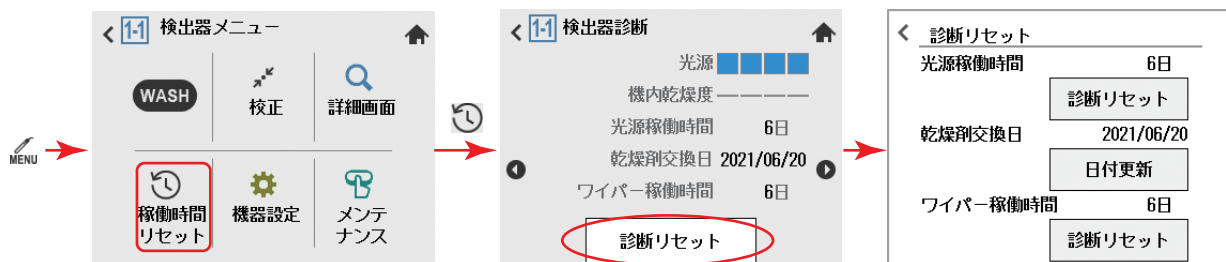 MENU
1-1 検出器メニュー
WASH
校正
詳細画面
稼働時間
リセット
機器設定
メンテ
ナンス
1-1 検出器診断
光源
機内乾燥度 ————
光源稼働時間 6日
乾燥剤交換日 2021/06/20
ワイパー稼働時間 6日
診断リセット
診断リセット
光源稼働時間 6日
診断リセット
乾燥剤交換日 2021/06/20
日付更新
ワイパー稼働時間 6日
診断リセット